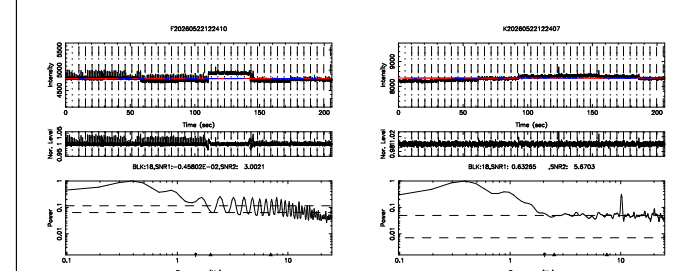 F20260522122410
K20260522122407
Intensity
4500 5000 5500
0 50 100 150 200
Time (sec)
Intensity
8000 9000
0 50 100 150 200
Time (sec)
Nor. Level
0.95 1 1.05
Nor. Level
0.98 1 1.02
BLK:18,SNR1:-0.45802E-02,SNR2: 3.0021
BLK:18,SNR1: 0.63265 ,SNR2: 5.6703
Power
0.01 0.1 1
0.1 1 10
Power
0.01 0.1 1
0.1 1 10